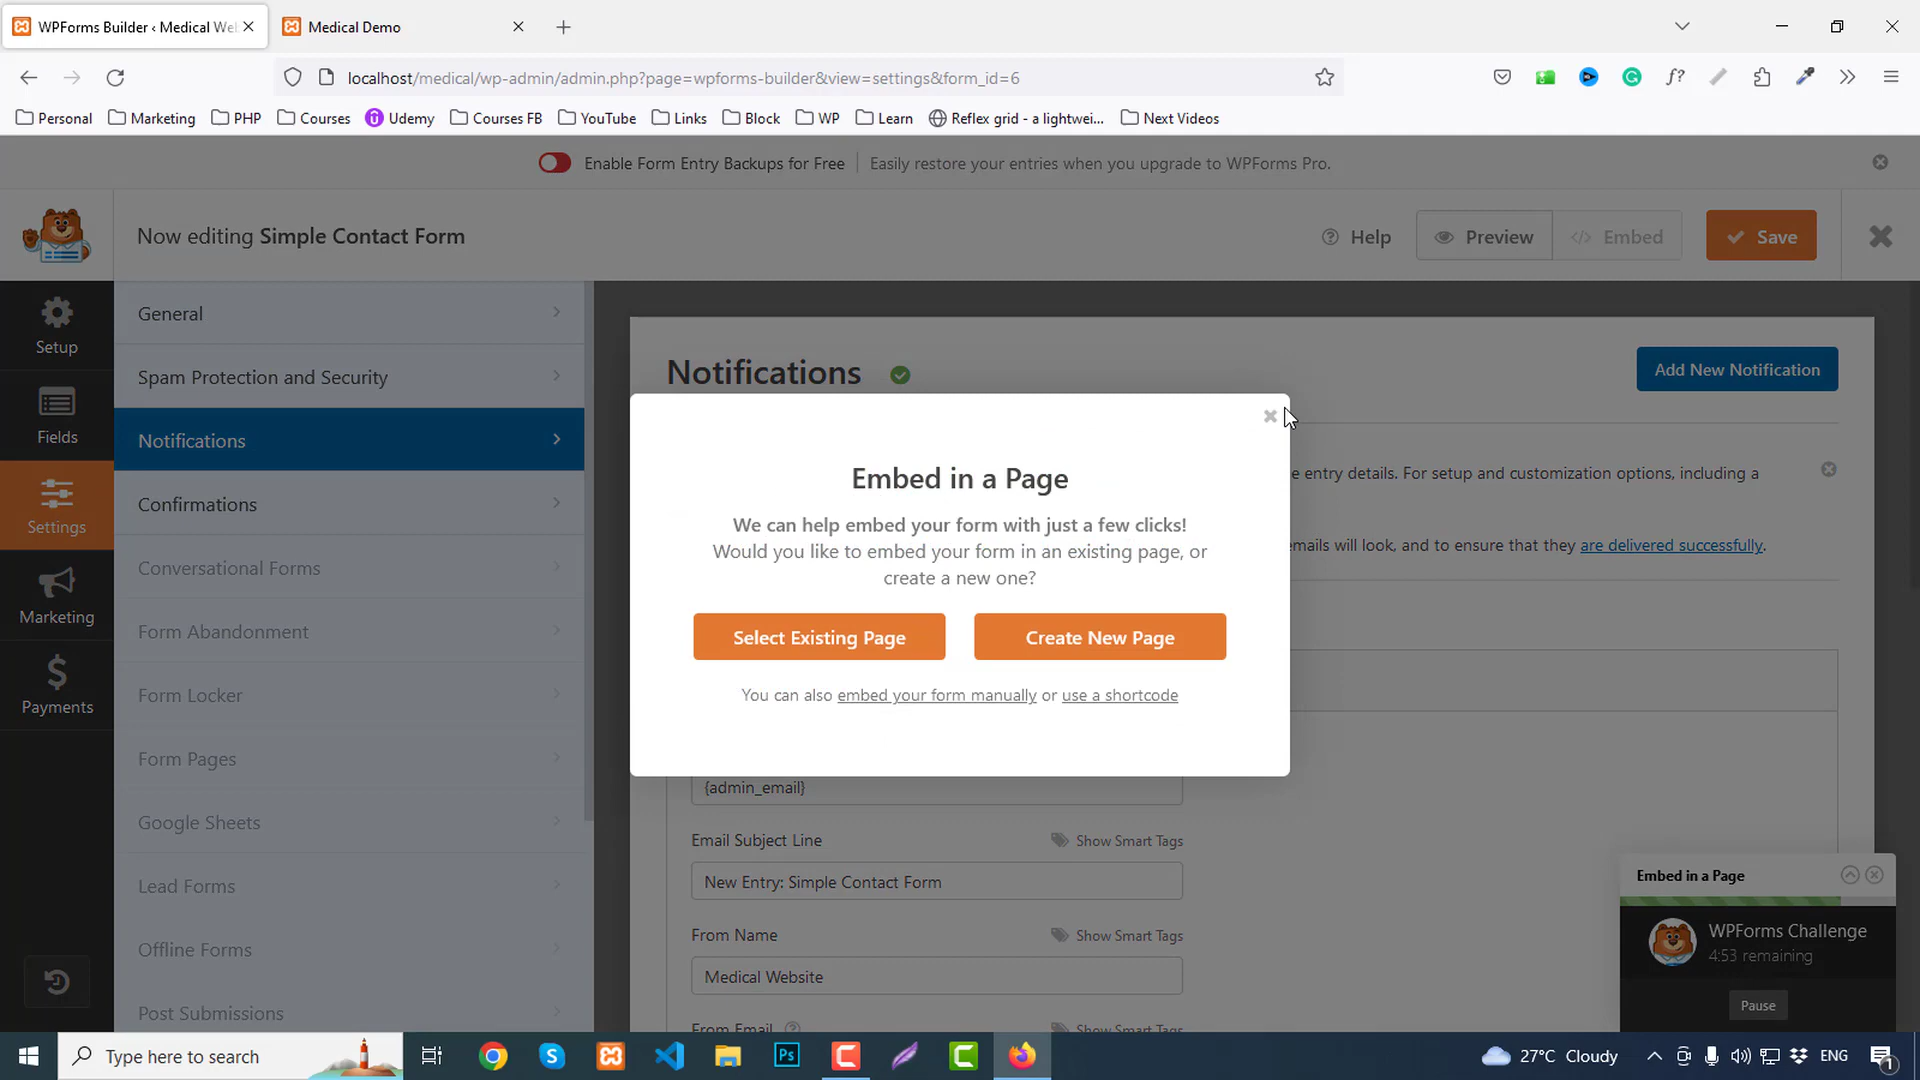 WPForms Builder ‹ Medical We
Medical Demo
localhost/medical/wp-admin/admin.php?page=wpforms-builder&view=settings&form_id=6
Personal
Marketing
PHP
Courses
Udemy
Courses FB
YouTube
Links
Block
WP
Learn
Reflex grid - a lightwei...
Next Videos
Enable Form Entry Backups for Free
Easily restore your entries when you upgrade to WPForms Pro.
Now editing Simple Contact Form
Help
Preview
Embed
Save
Setup
Fields
Settings
Marketing
Payments
General
Spam Protection and Security
Notifications
Confirmations
Conversational Forms
Form Abandonment
Form Locker
Form Pages
Google Sheets
Lead Forms
Offline Forms
Post Submissions
Notifications
Add New Notification
e entry details. For setup and customization options, including a
emails will look, and to ensure that they are delivered successfully.
Embed in a Page
We can help embed your form with just a few clicks!
Would you like to embed your form in an existing page, or
create a new one?
Select Existing Page
Create New Page
You can also embed your form manually or use a shortcode
{admin_email}
Email Subject Line
Show Smart Tags
New Entry: Simple Contact Form
From Name
Show Smart Tags
Medical Website
From Email
Show Smart Tags
Embed in a Page
WPForms Challenge
4:53 remaining
Pause
Type here to search
27°C Cloudy
ENG
1